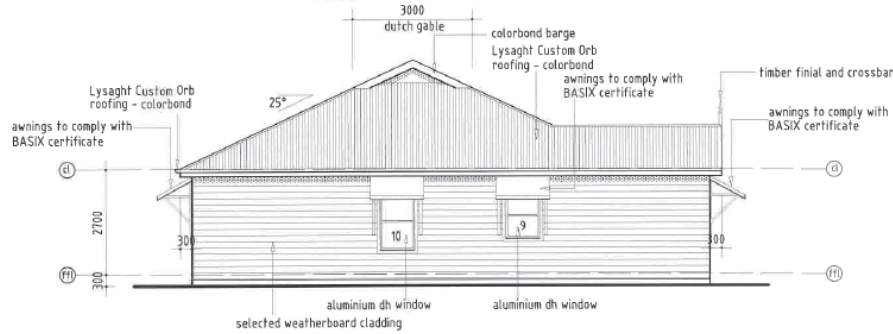 3000
dutch gable
colorbond barge
Lysaght Custom Orb
roofing - colorbond
awnings to comply with
BASIX certificate
timber finial and crossbar
Lysaght Custom Orb
roofing - colorbond
25°
awnings to comply with
BASIX certificate
awnings to comply with
BASIX certificate
cl
cl
2700
10
9
300
300
ffl
ffl
300
aluminium dh window
aluminium dh window
selected weatherboard cladding